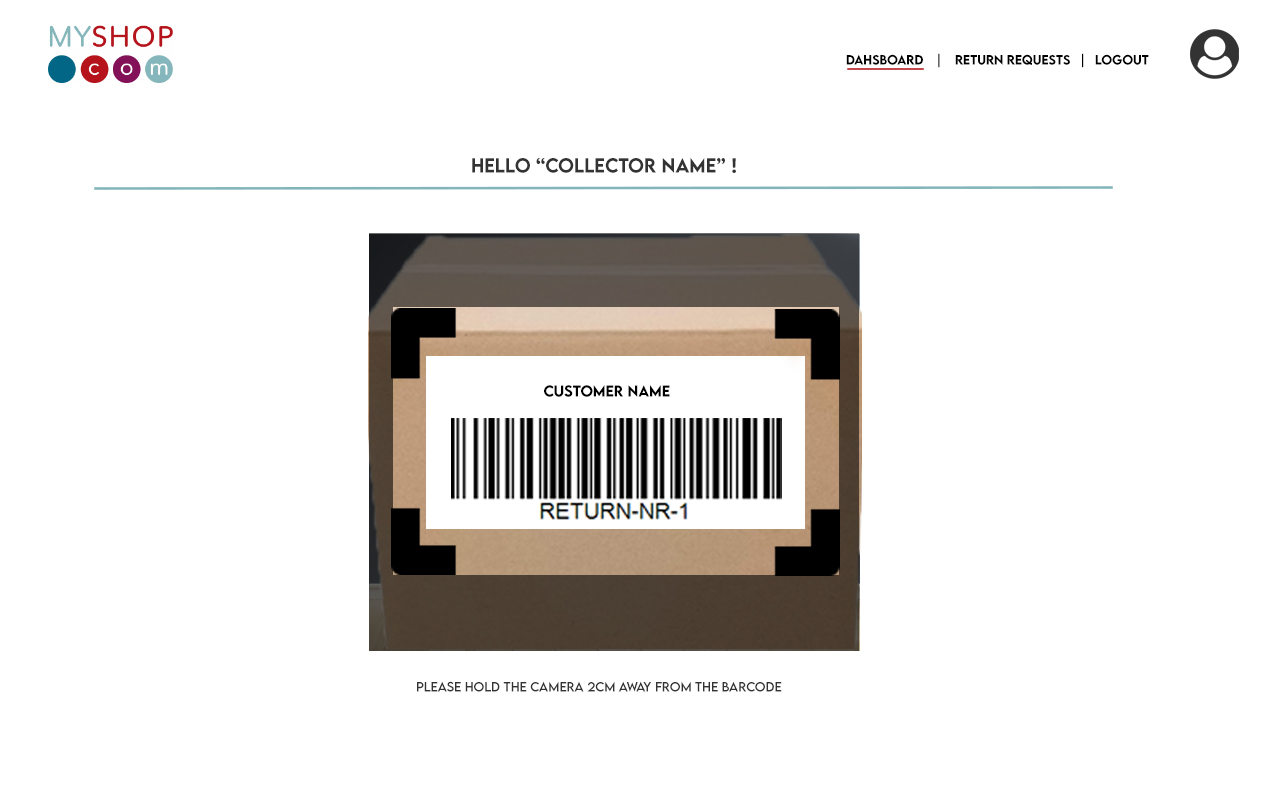 MYSHOP
com
DAHSBOARD | RETURN REQUESTS | LOGOUT
HELLO “COLLECTOR NAME” !
CUSTOMER NAME
RETURN-NR-1
PLEASE HOLD THE CAMERA 2CM AWAY FROM THE BARCODE